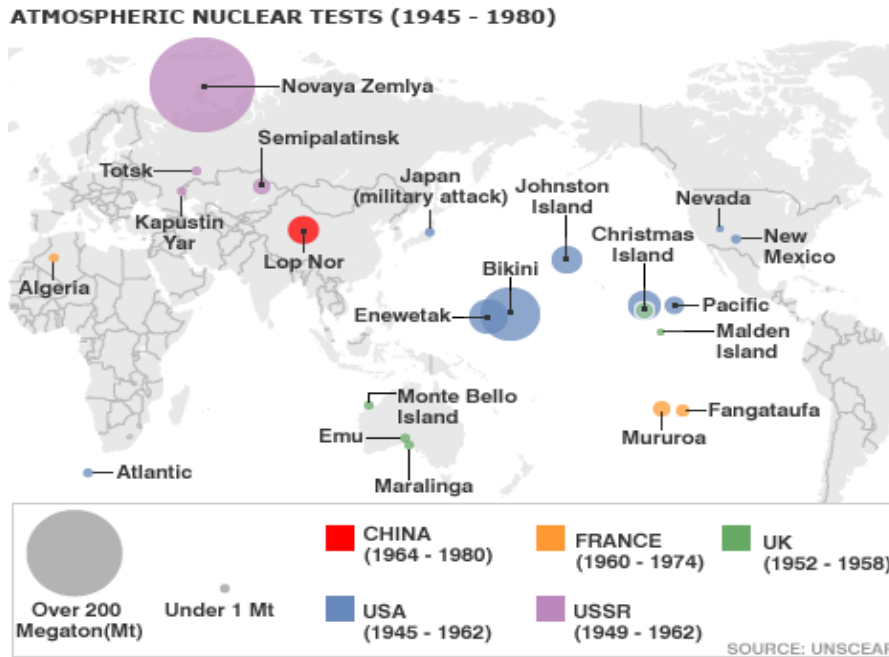 ATMOSPHERIC NUCLEAR TESTS (1945 - 1980)
Novaya Zemlya
Semipalatinsk
Totsk
Kapustin
Yar
Japan
(military attack)
Johnston
Island
Nevada
New
Mexico
Christmas
Island
Lop Nor
Algeria
Bikini
Enewetak
Pacific
Malden
Island
Monte Bello
Island
Emu
Maralinga
Fangataufa
Mururoa
Atlantic
Over 200
Megaton(Mt)
Under 1 Mt
CHINA
(1964 - 1980)
FRANCE
(1960 - 1974)
UK
(1952 - 1958)
USA
(1945 - 1962)
USSR
(1949 - 1962)
SOURCE: UNSCEAR